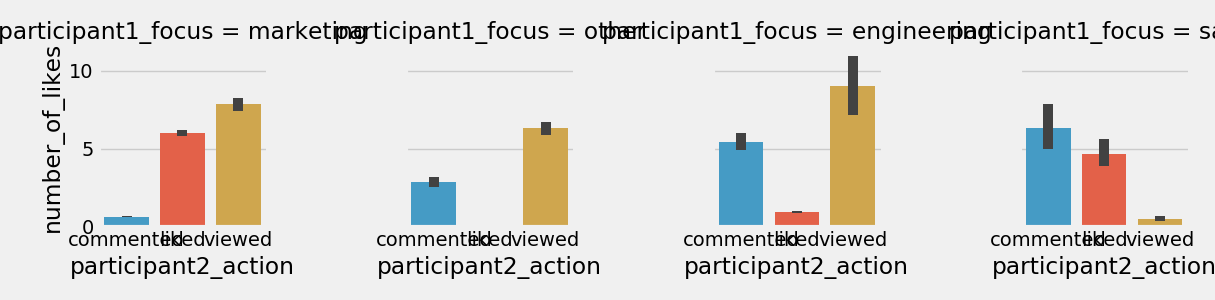 participant1_focus = marketing
participant1_focus = other
participant1_focus = engineering
participant1_focus = sa
number_of_likes
10
5
0
commented liked viewed
commented liked viewed
commented liked viewed
commented liked viewed
participant2_action
participant2_action
participant2_action
participant2_action